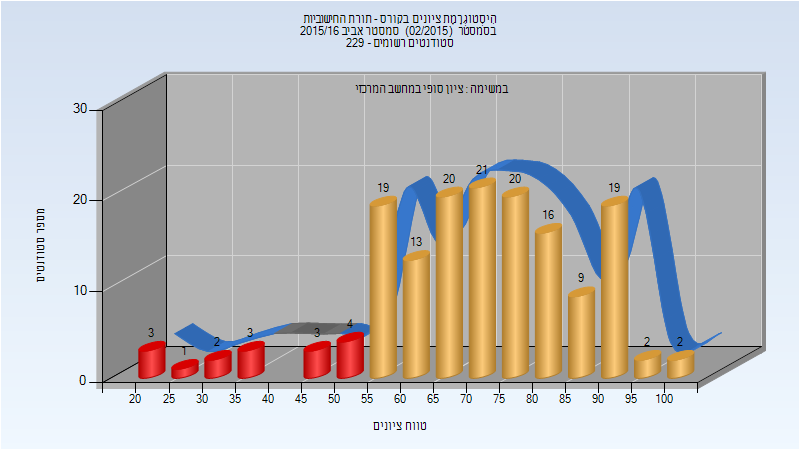 היסטוגרמת ציונים בקורס - תורת החישוביות
בסמסטר (02/2015) סמסטר אביב 2015/16
סטודנטים רשומים - 229
במשימה : ציון סופי במחשב המרכזי
מספר סטודנטים
30
20
10
0
3
1
2
3
3
4
19
13
20
21
20
16
9
19
2
2
20 25 30 35 40 45 50 55 60 65 70 75 80 85 90 95 100
טווח ציונים